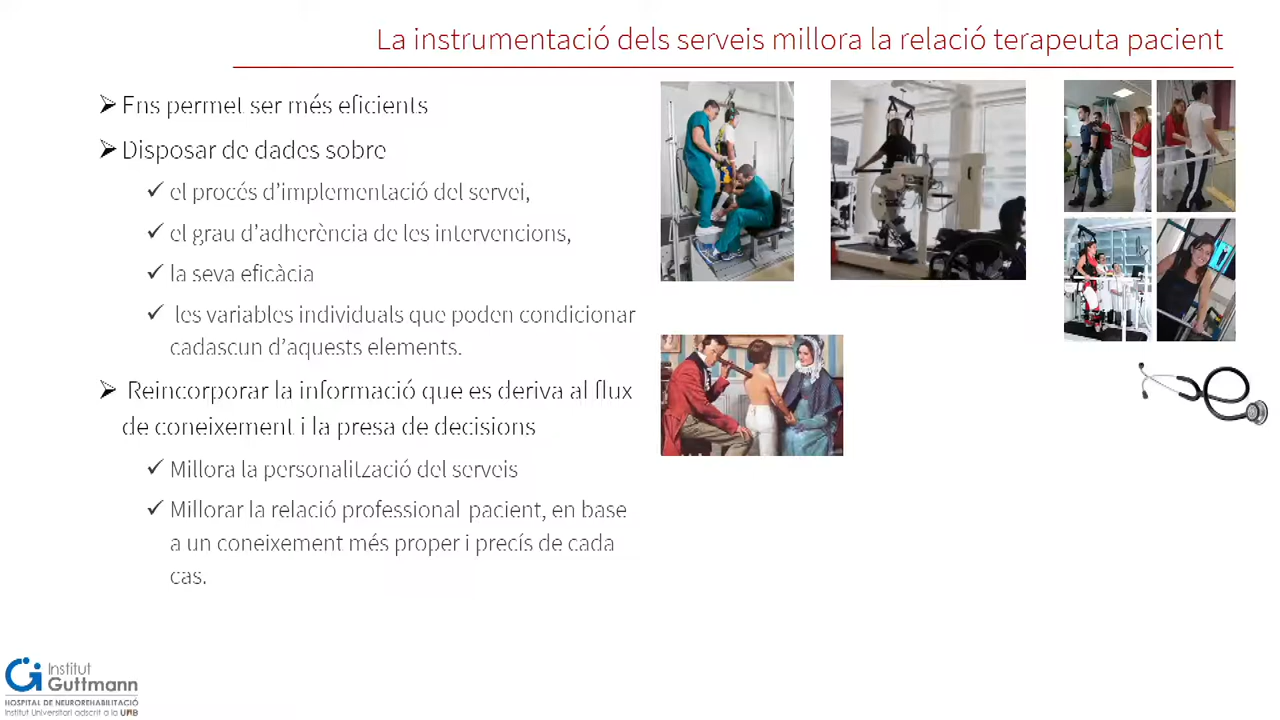 La instrumentació dels serveis millora la relació terapeuta pacient
Ens permet ser més eficients
Disposar de dades sobre
el procés d'implementació del servei,
el grau d'adherència de les intervencions,
la seva eficàcia
les variables individuals que poden condicionar
cadascun d'aquests elements.
Reincorporar la informació que es deriva al flux
de coneixement i la presa de decisions
Millora la personalització del serveis
Millorar la relació professional pacient, en base
a un coneixement més proper i precís de cada
cas.
Institut
Guttmann
HOSPITAL DE NEUROREHABILITACIÓ
Institut Universitari adscrit a la UAB